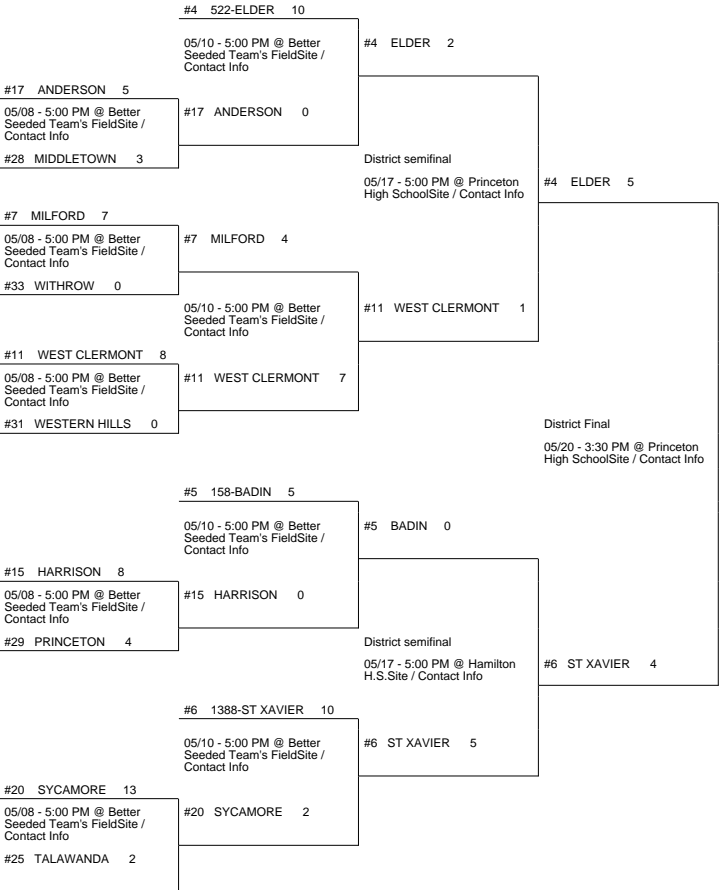 #4 522-ELDER 10
05/10 - 5:00 PM @ Better
Seeded Team's FieldSite /
Contact Info
#4 ELDER 2
#17 ANDERSON 5
05/08 - 5:00 PM @ Better
Seeded Team's FieldSite /
Contact Info
#17 ANDERSON 0
#28 MIDDLETOWN 3
District semifinal
05/17 - 5:00 PM @ Princeton
High SchoolSite / Contact Info
#4 ELDER 5
#7 MILFORD 7
05/08 - 5:00 PM @ Better
Seeded Team's FieldSite /
Contact Info
#7 MILFORD 4
#33 WITHROW 0
05/10 - 5:00 PM @ Better
Seeded Team's FieldSite /
Contact Info
#11 WEST CLERMONT 1
#11 WEST CLERMONT 8
05/08 - 5:00 PM @ Better
Seeded Team's FieldSite /
Contact Info
#11 WEST CLERMONT 7
#31 WESTERN HILLS 0
District Final
05/20 - 3:30 PM @ Princeton
High SchoolSite / Contact Info
#5 158-BADIN 5
05/10 - 5:00 PM @ Better
Seeded Team's FieldSite /
Contact Info
#5 BADIN 0
#15 HARRISON 8
05/08 - 5:00 PM @ Better
Seeded Team's FieldSite /
Contact Info
#15 HARRISON 0
#29 PRINCETON 4
District semifinal
05/17 - 5:00 PM @ Hamilton
H.S.Site / Contact Info
#6 ST XAVIER 4
#6 1388-ST XAVIER 10
05/10 - 5:00 PM @ Better
Seeded Team's FieldSite /
Contact Info
#6 ST XAVIER 5
#20 SYCAMORE 13
05/08 - 5:00 PM @ Better
Seeded Team's FieldSite /
Contact Info
#20 SYCAMORE 2
#25 TALAWANDA 2